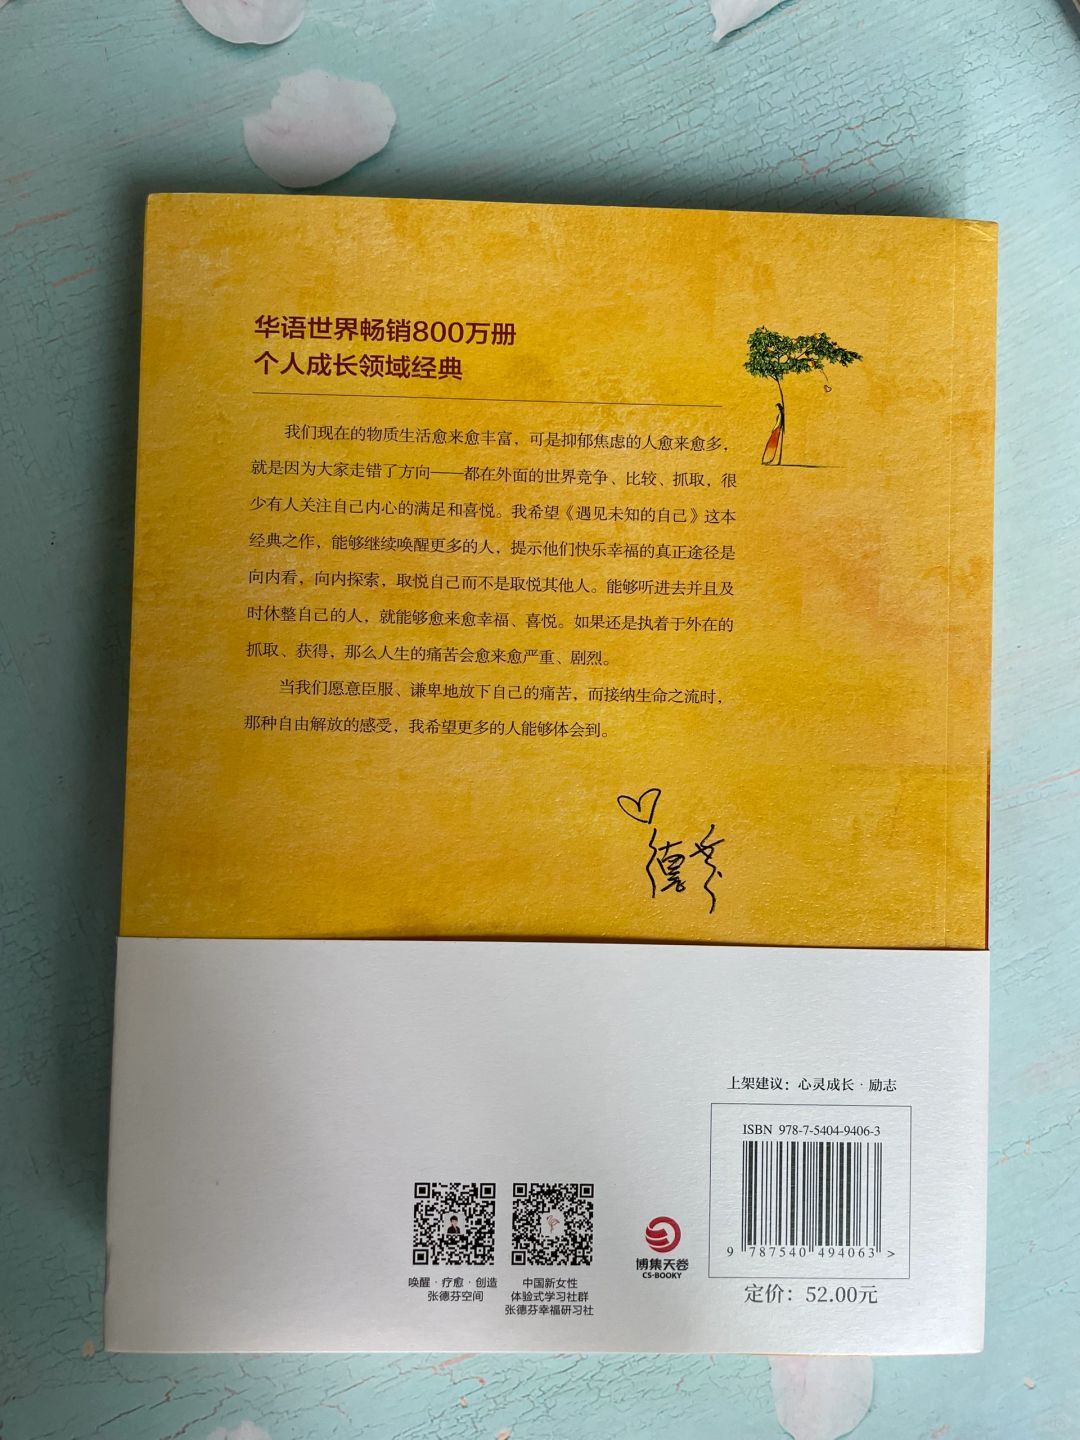 华语世界畅销800万册
个人成长领域经典
我们现在的物质生活愈来愈丰富，可是抑郁焦虑的人愈来愈多，
就是因为大家走错了方向——都在外面的世界竞争、比较、抓取，很
少有人关注自己内心的满足和喜悦。我希望《遇见未知的自己》这本
经典之作，能够继续唤醒更多的人，提示他们快乐幸福的真正途径是
向内看，向内探索，取悦自己而不是取悦其他人。能够听进去并且及
时休整自己的人，就能够愈来愈幸福、喜悦。如果还是执着于外在的
抓取、获得，那么人生的痛苦会愈来愈严重、剧烈。
当我们愿意臣服、谦卑地放下自己的痛苦，而接纳生命之流时，
那种自由解放的感受，我希望更多的人能够体会到。
德芬
上架建议：心灵成长·励志
ISBN 978-7-5404-9406-3
9 787540 494063 >
定价：52.00元
唤醒·疗愈·创造
张德芬空间
中国新女性
体验式学习社群
张德芬幸福研习社
博集天卷
CS-BOOKY